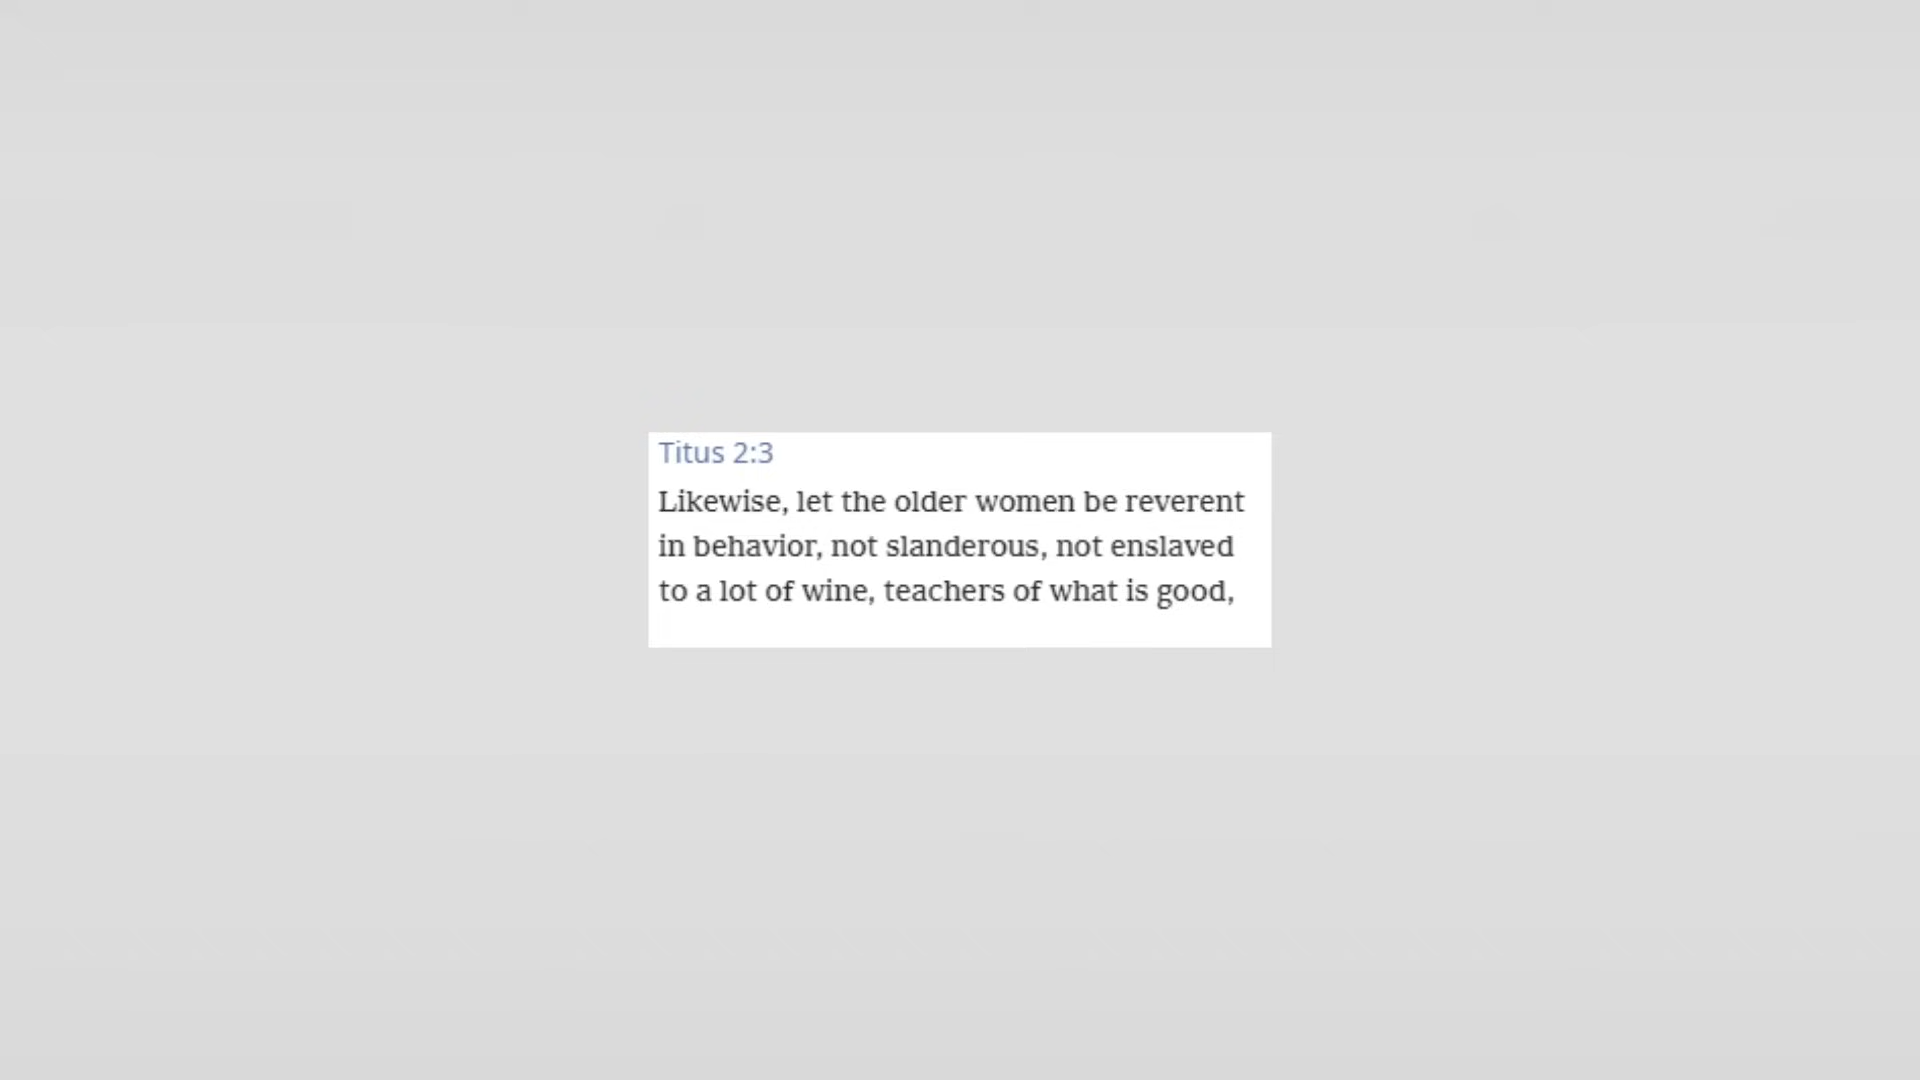 Titus 2:3
Likewise, let the older women be reverent
in behavior, not slanderous, not enslaved
to a lot of wine, teachers of what is good,